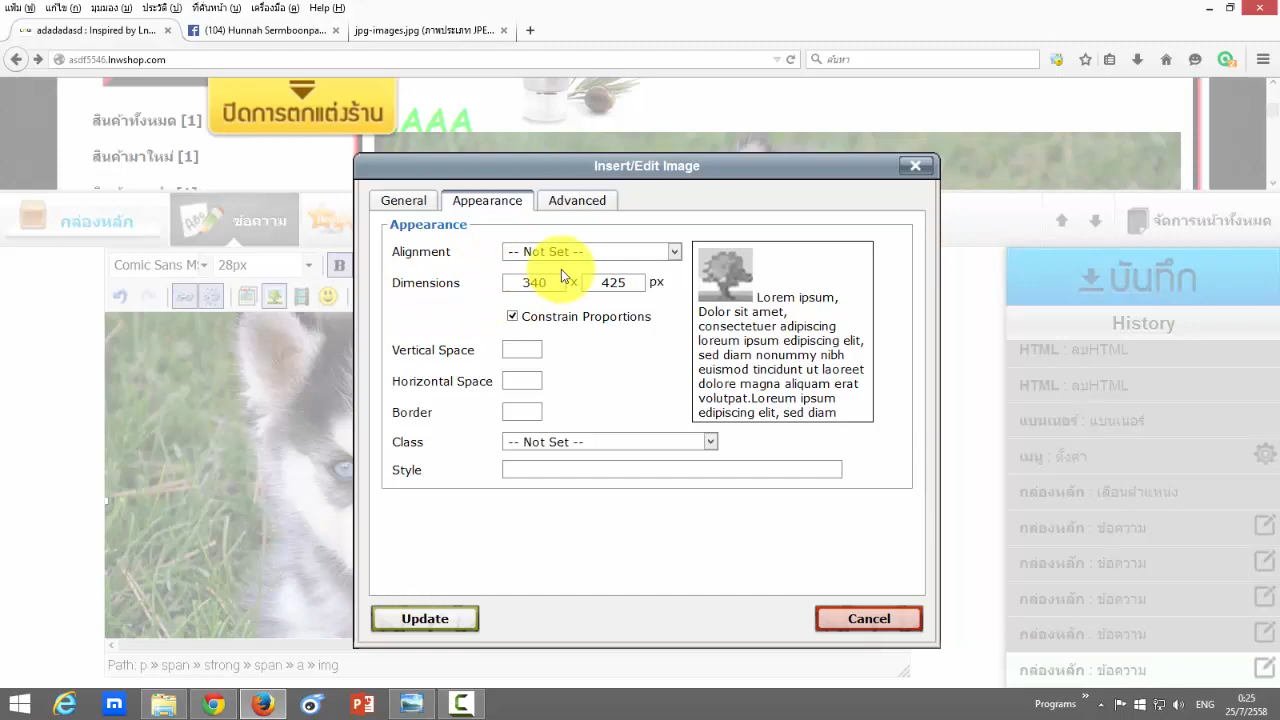 แฟ้ม (ฟ) แก้ไข (ก) มุมมอง (ม) ประวัติ (ป) ที่คั่นหน้า (บ) เครื่องมือ (ค) Help (H)
adadadasd : Inspired by Ln...
(104) Hunnah Sermboonpa...
jpg-images.jpg (ภาพประเภท JPE...
asdf5546.lnwshop.com
ค้นหา
ปิดการตกแต่งร้าน
AAA
สินค้าทั้งหมด [1]
สินค้ามาใหม่ [1]
กล่องหลัก
ข้อความ
จัดการหน้าทั้งหมด
Insert/Edit Image
General
Appearance
Advanced
Appearance
Alignment
-- Not Set --
Dimensions
340 x 425 px
Constrain Proportions
Vertical Space
Horizontal Space
Border
Class
-- Not Set --
Style
Lorem ipsum,
Dolor sit amet,
consectetuer adipiscing
loreum ipsum edipiscing elit,
sed diam nonummy nibh
euismod tincidunt ut laoreet
dolore magna aliquam erat
volutpat.Loreum ipsum
edipiscing elit, sed diam
Update
Cancel
Comic Sans M
28px
B
Path: p » span » strong » span » a » img
บันทึก
History
HTML : ลบHTML
HTML : ลบHTML
แบนเนอร์ : แบนเนอร์
เมนู : ตั้งค่า
กล่องหลัก : เลื่อนตำแหน่ง
กล่องหลัก : ข้อความ
กล่องหลัก : ข้อความ
กล่องหลัก : ข้อความ
กล่องหลัก : ข้อความ
กล่องหลัก : ข้อความ
Programs
ENG
0:25
25/7/2558